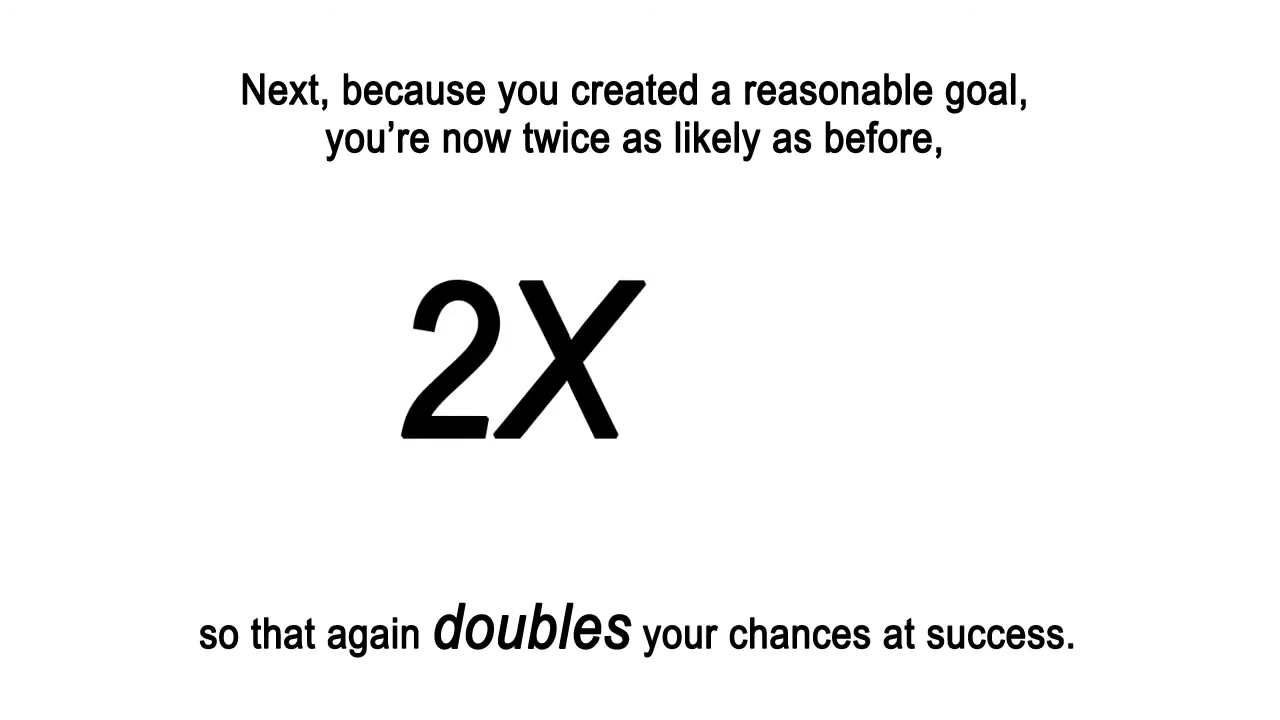 Next, because you created a reasonable goal,
you’re now twice as likely as before,
2X
so that again doubles your chances at success.